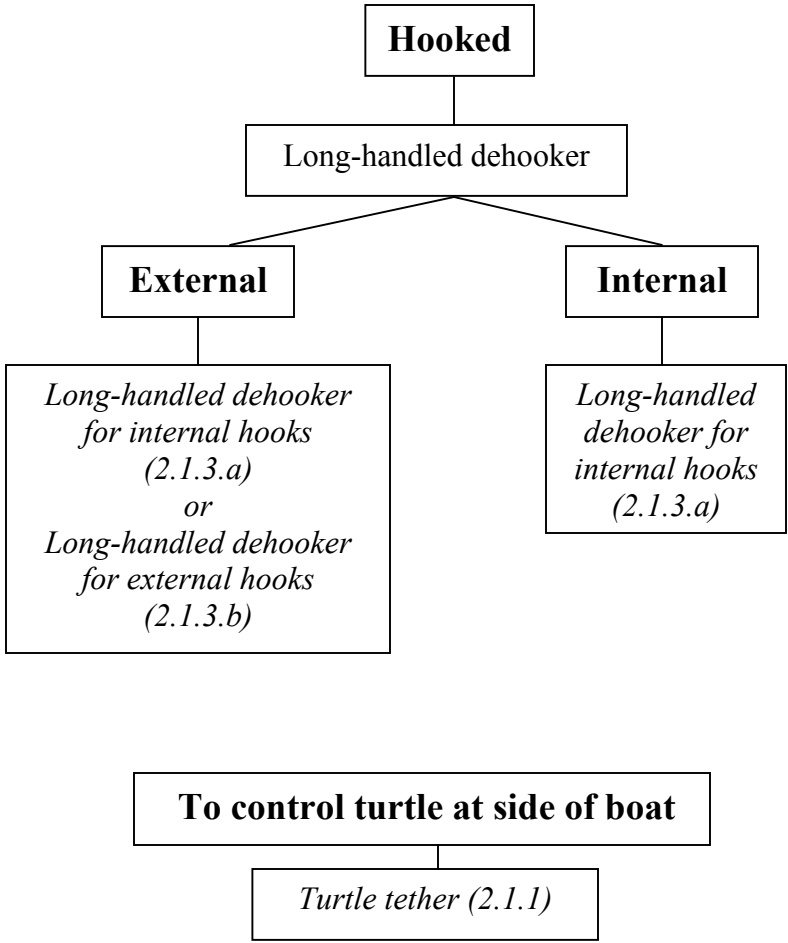 Hooked
Long-handled dehooker
External
Internal
Long-handled dehooker
for internal hooks
(2.1.3.a)
or
Long-handled dehooker
for external hooks
(2.1.3.b)
Long-handled
dehooker for
internal hooks
(2.1.3.a)
To control turtle at side of boat
Turtle tether (2.1.1)